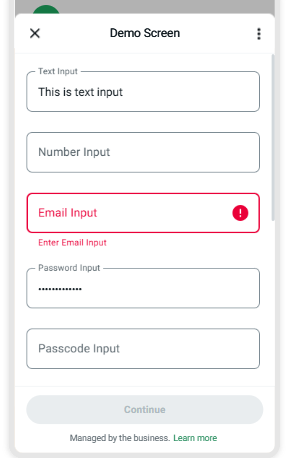 Demo Screen
Text Input
This is text input
Number Input
Email Input
Enter Email Input
Password Input
•••••••••••••
Passcode Input
Continue
Managed by the business. Learn more